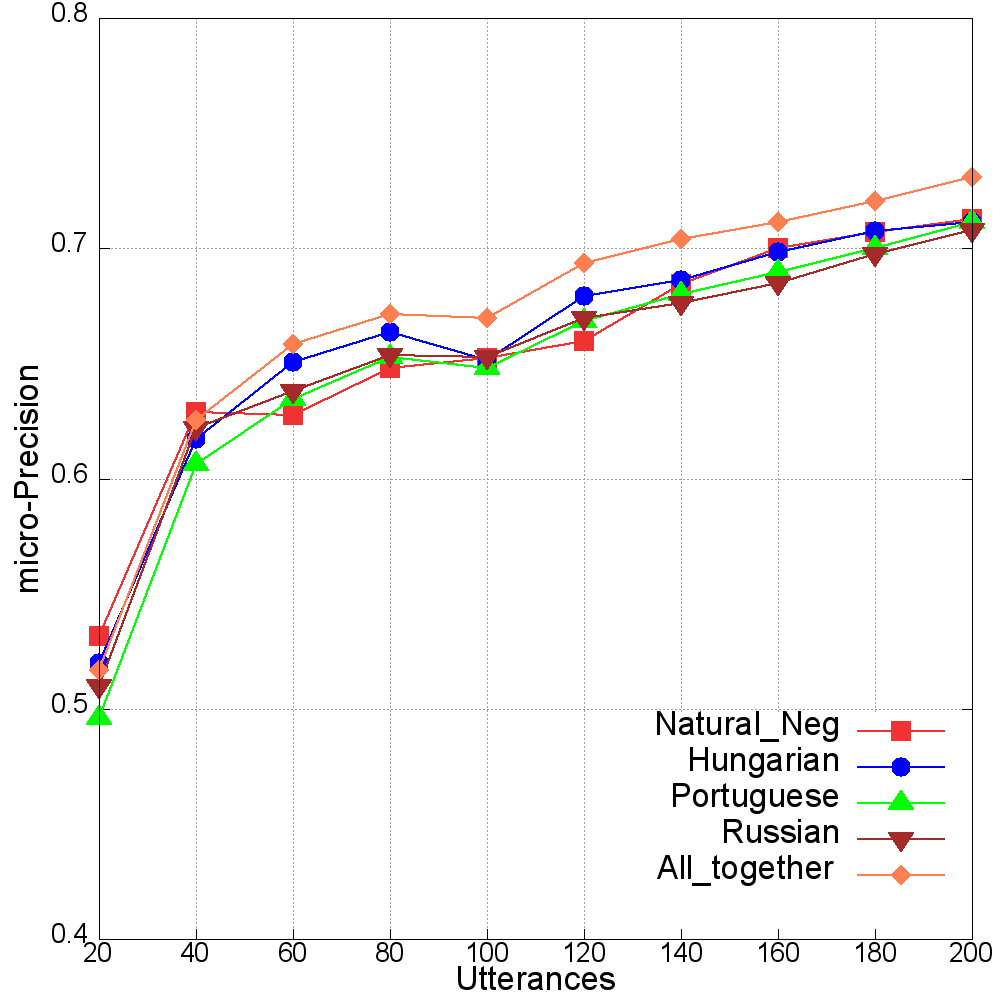 0.8
0.7
0.6
0.5
0.4
micro-Precision
Natural_Neg
Hungarian
Portuguese
Russian
All_together
20 40 60 80 100 120 140 160 180 200
Utterances